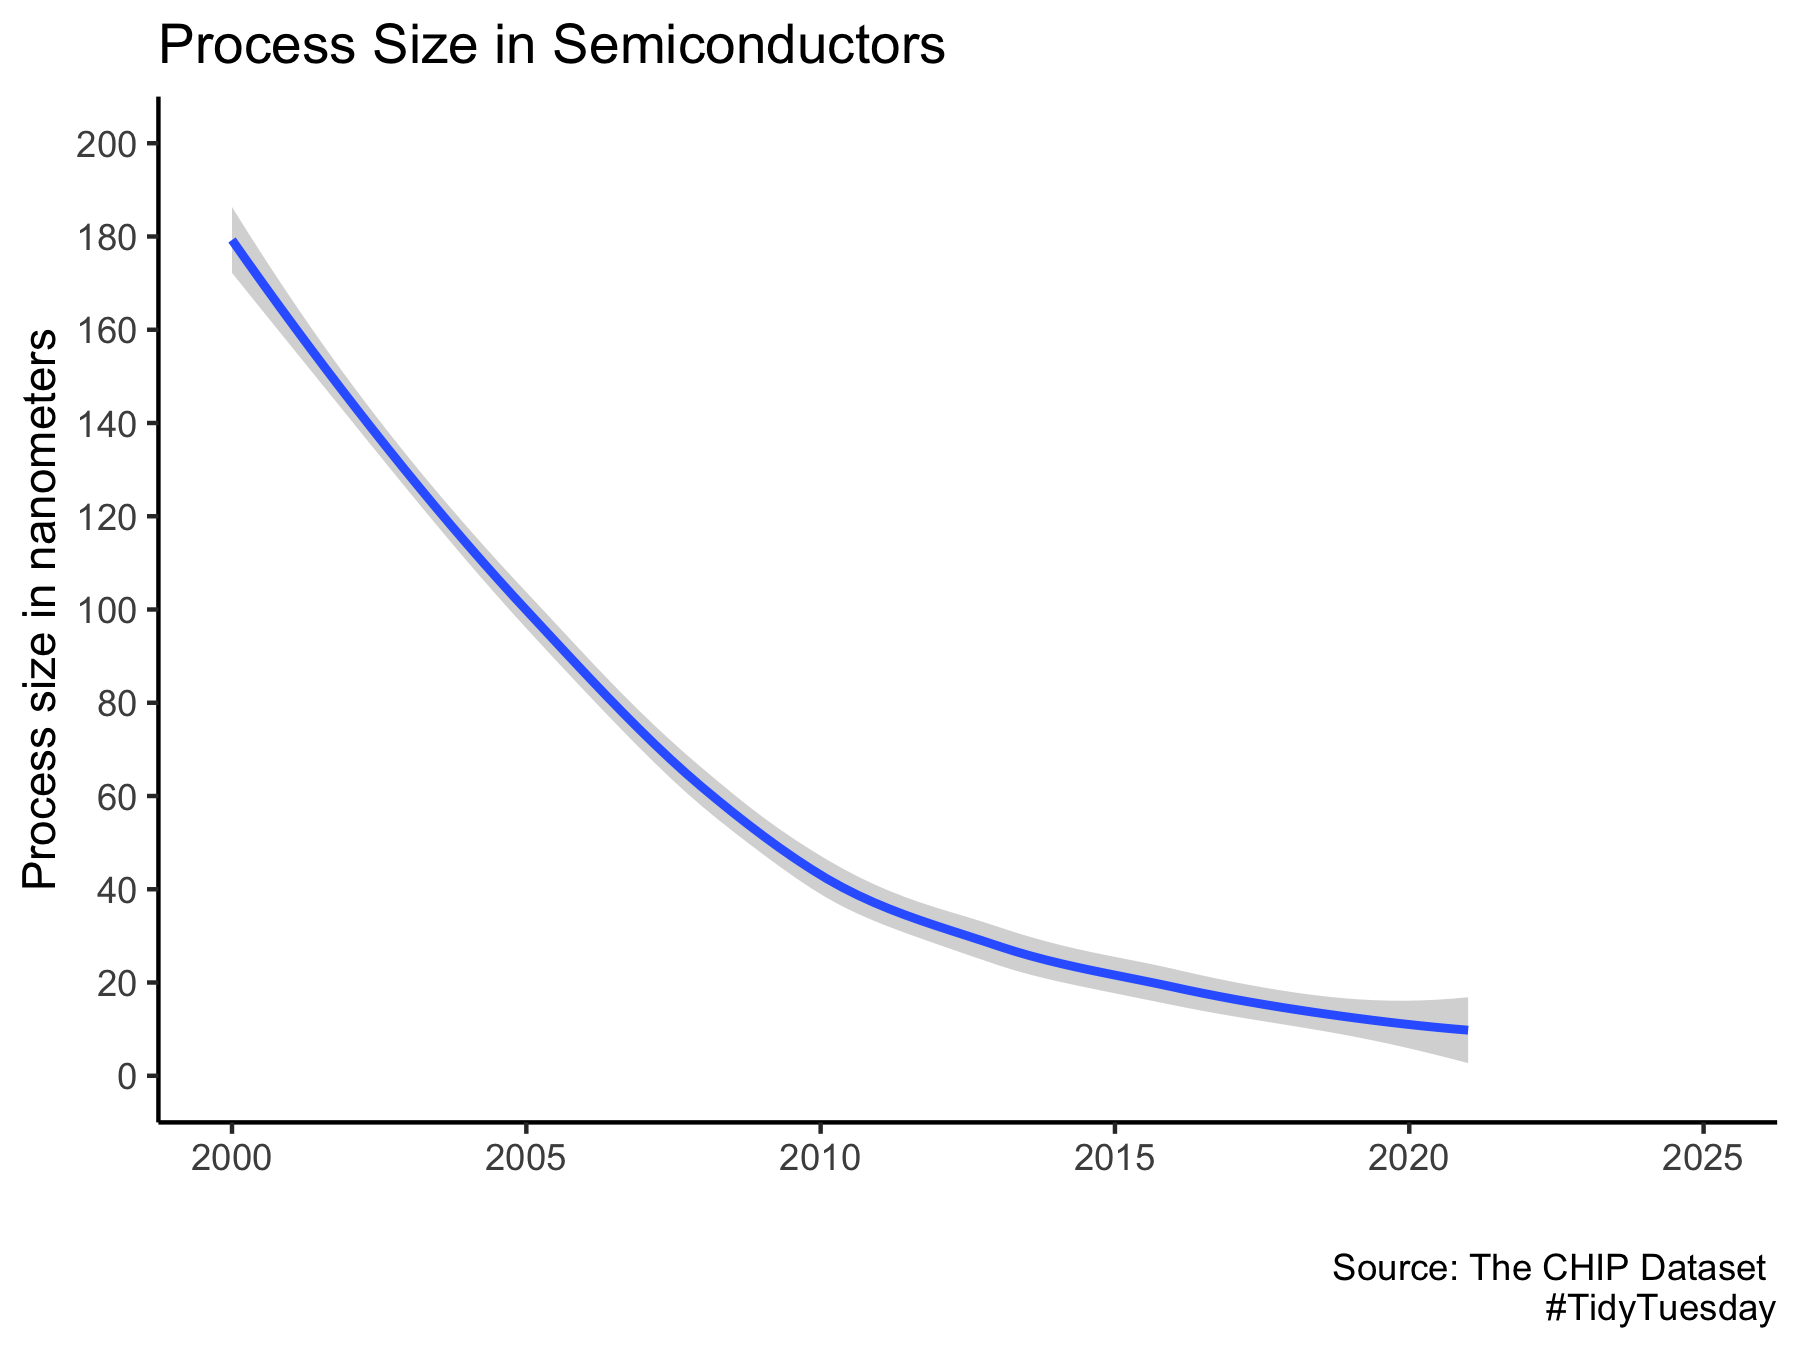 Process Size in Semiconductors
Process size in nanometers
200
180
160
140
120
100
80
60
40
20
0
2000 2005 2010 2015 2020 2025
Source: The CHIP Dataset
#TidyTuesday